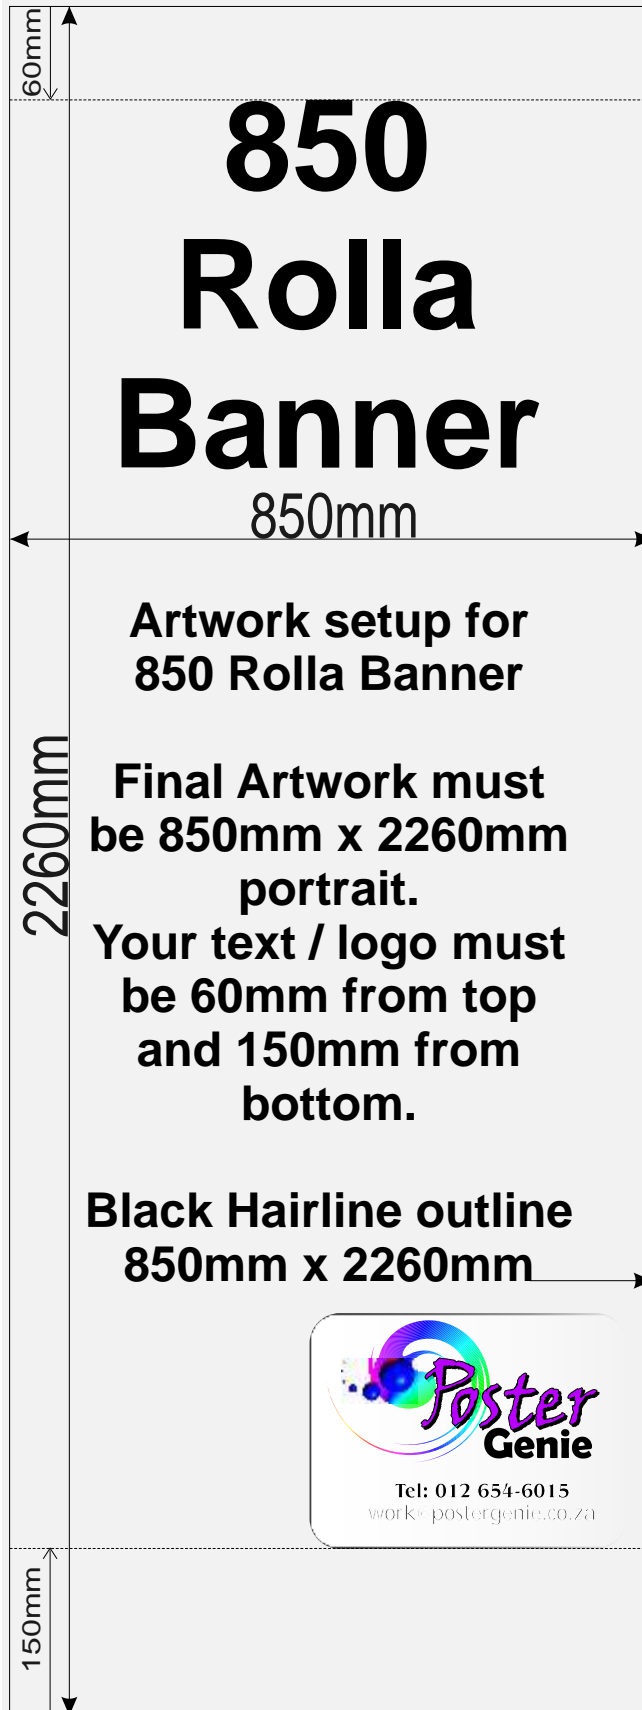 60mm
850
Rolla
Banner
850mm
Artwork setup for
850 Rolla Banner
2260mm
Final Artwork must
be 850mm x 2260mm
portrait.
Your text / logo must
be 60mm from top
and 150mm from
bottom.
Black Hairline outline
850mm x 2260mm
Poster
Genie
Tel: 012 654-6015
work@postergenie.co.za
150mm